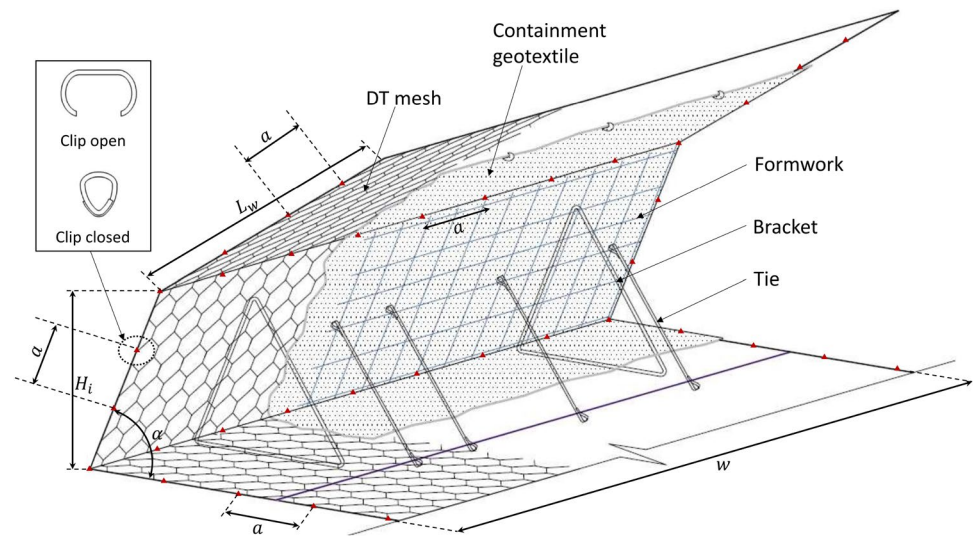 Containment
geotextile
DT mesh
Clip open
Clip closed
a
L_w
a
Formwork
Bracket
Tie
a
H_i
α
w
a